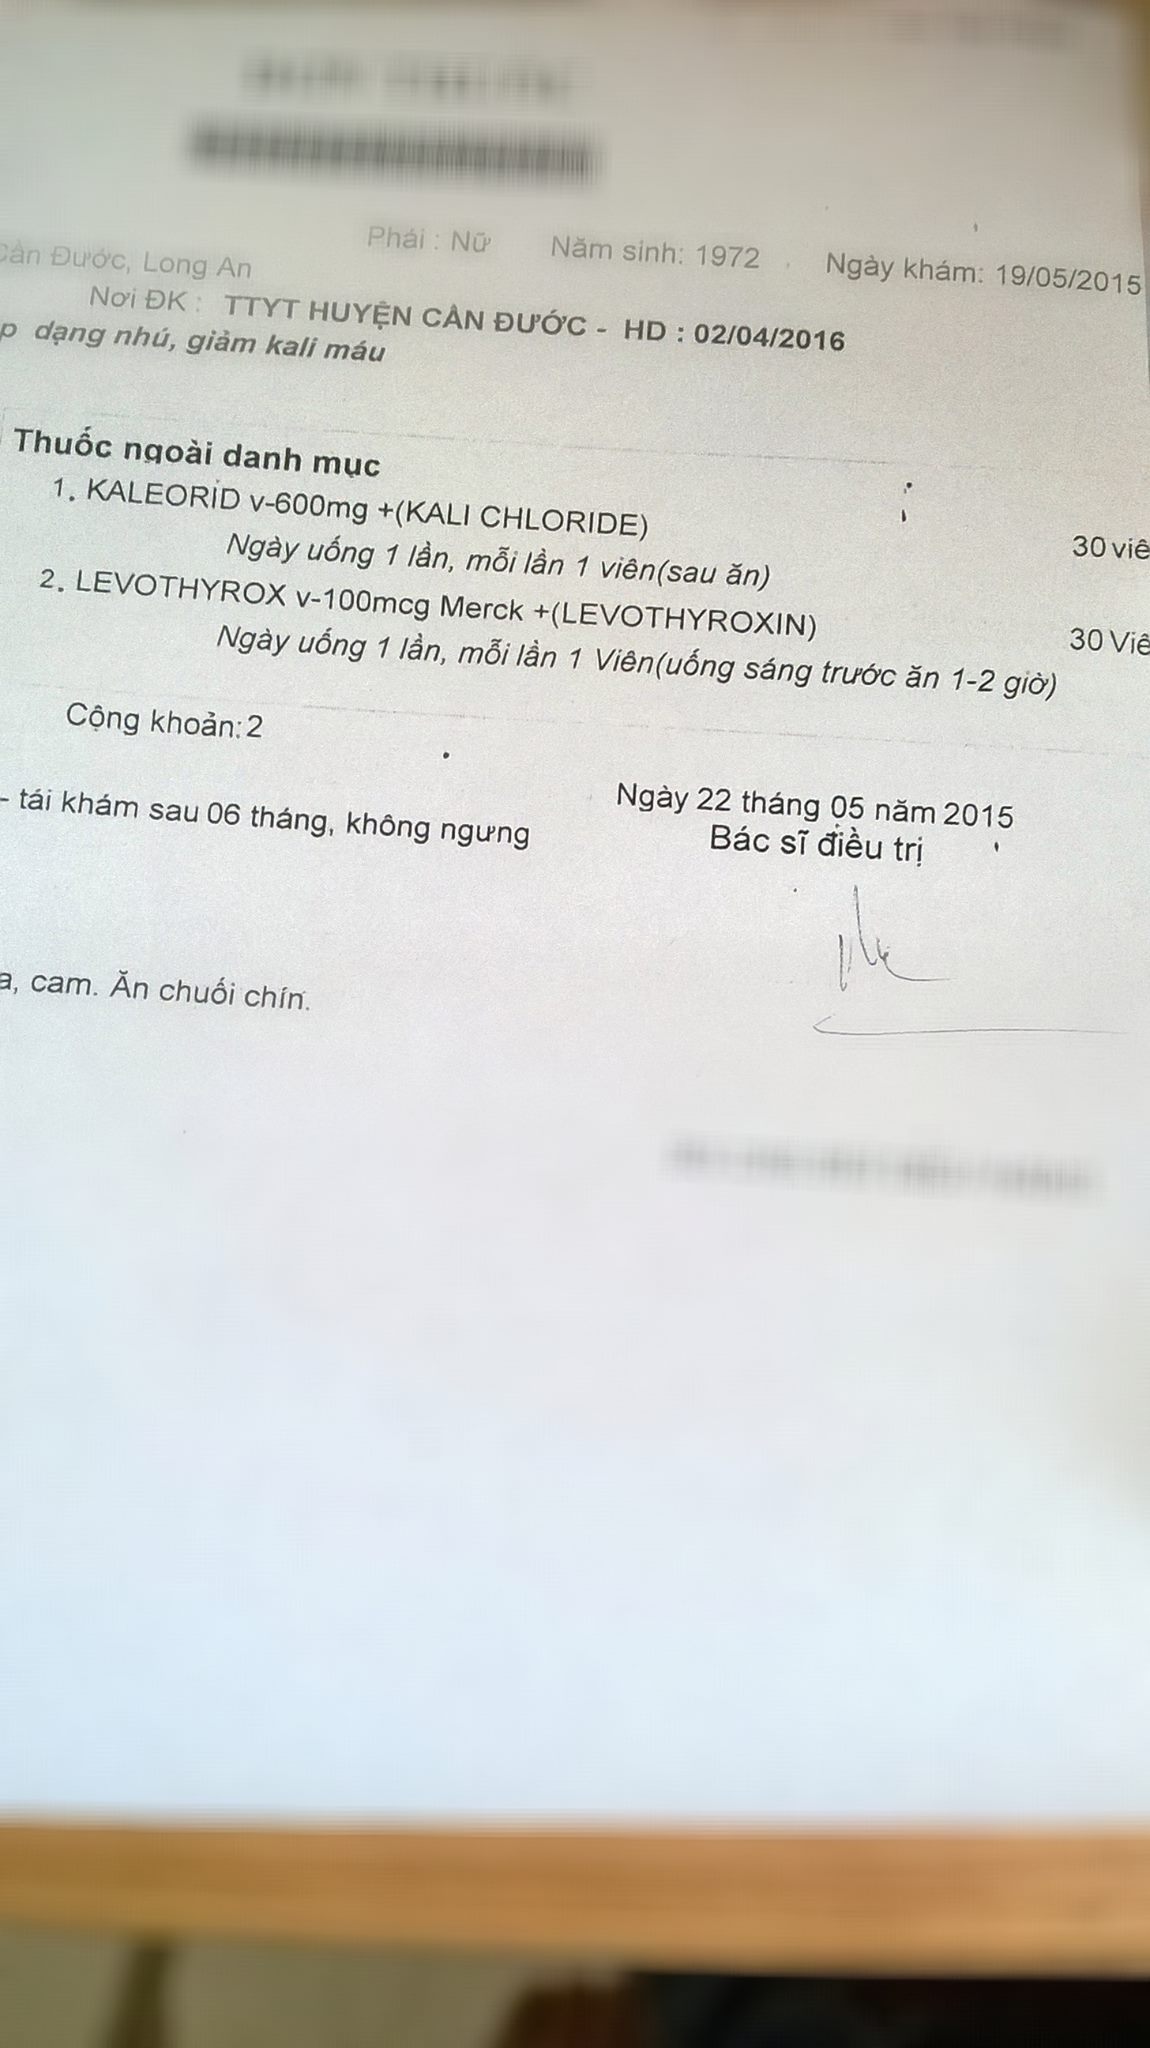 Phái : Nữ Năm sinh: 1972 Ngày khám: 19/05/2015
Cần Đước, Long An
Nơi ĐK : TTYT HUYỆN CẦN ĐƯỚC - HD : 02/04/2016
p dạng nhú, giảm kali máu
Thuốc ngoài danh mục
1. KALEORID v-600mg +(KALI CHLORIDE) 30 viê
Ngày uống 1 lần, mỗi lần 1 viên(sau ăn)
2. LEVOTHYROX v-100mcg Merck +(LEVOTHYROXIN) 30 Viê
Ngày uống 1 lần, mỗi lần 1 Viên(uống sáng trước ăn 1-2 giờ)
Cộng khoản:2
- tái khám sau 06 tháng, không ngưng
Ngày 22 tháng 05 năm 2015
Bác sĩ điều trị
a, cam. Ăn chuối chín.